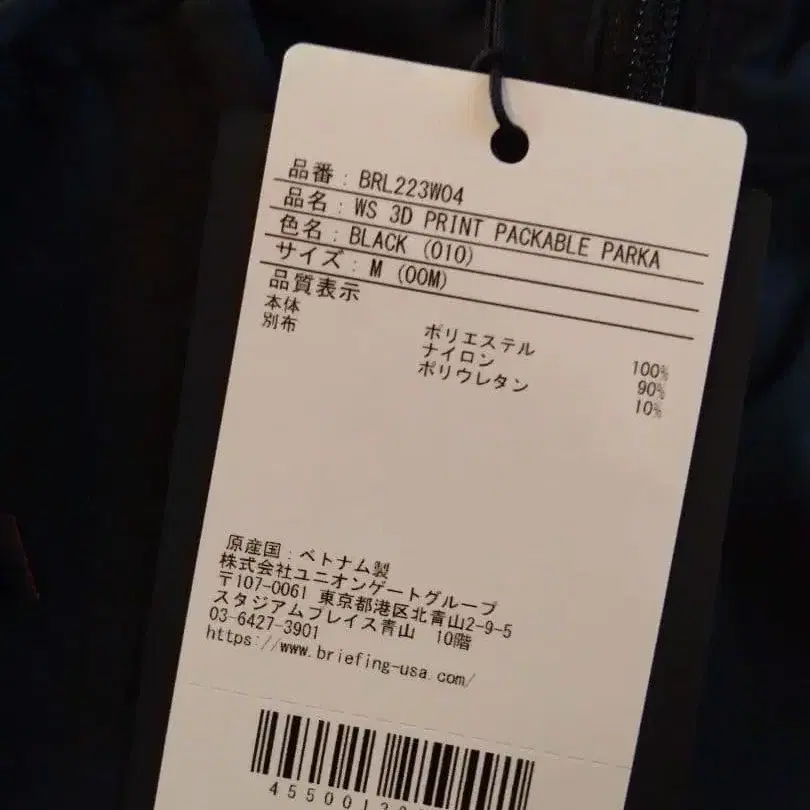 品番：BRL223W04
品名：WS 3D PRINT PACKABLE PARKA
色名：BLACK (010)
サイズ：M (OOM)
品質表示
本体 ポリエステル 100%
別布 ナイロン 90%
ポリウレタン 10%
原産国：ベトナム製
株式会社ユニオンゲートグループ
〒107-0061 東京都港区北青山2-9-5
スタジアムプレイス青山 10階
03-6427-3901
https://www.briefing-usa.com/